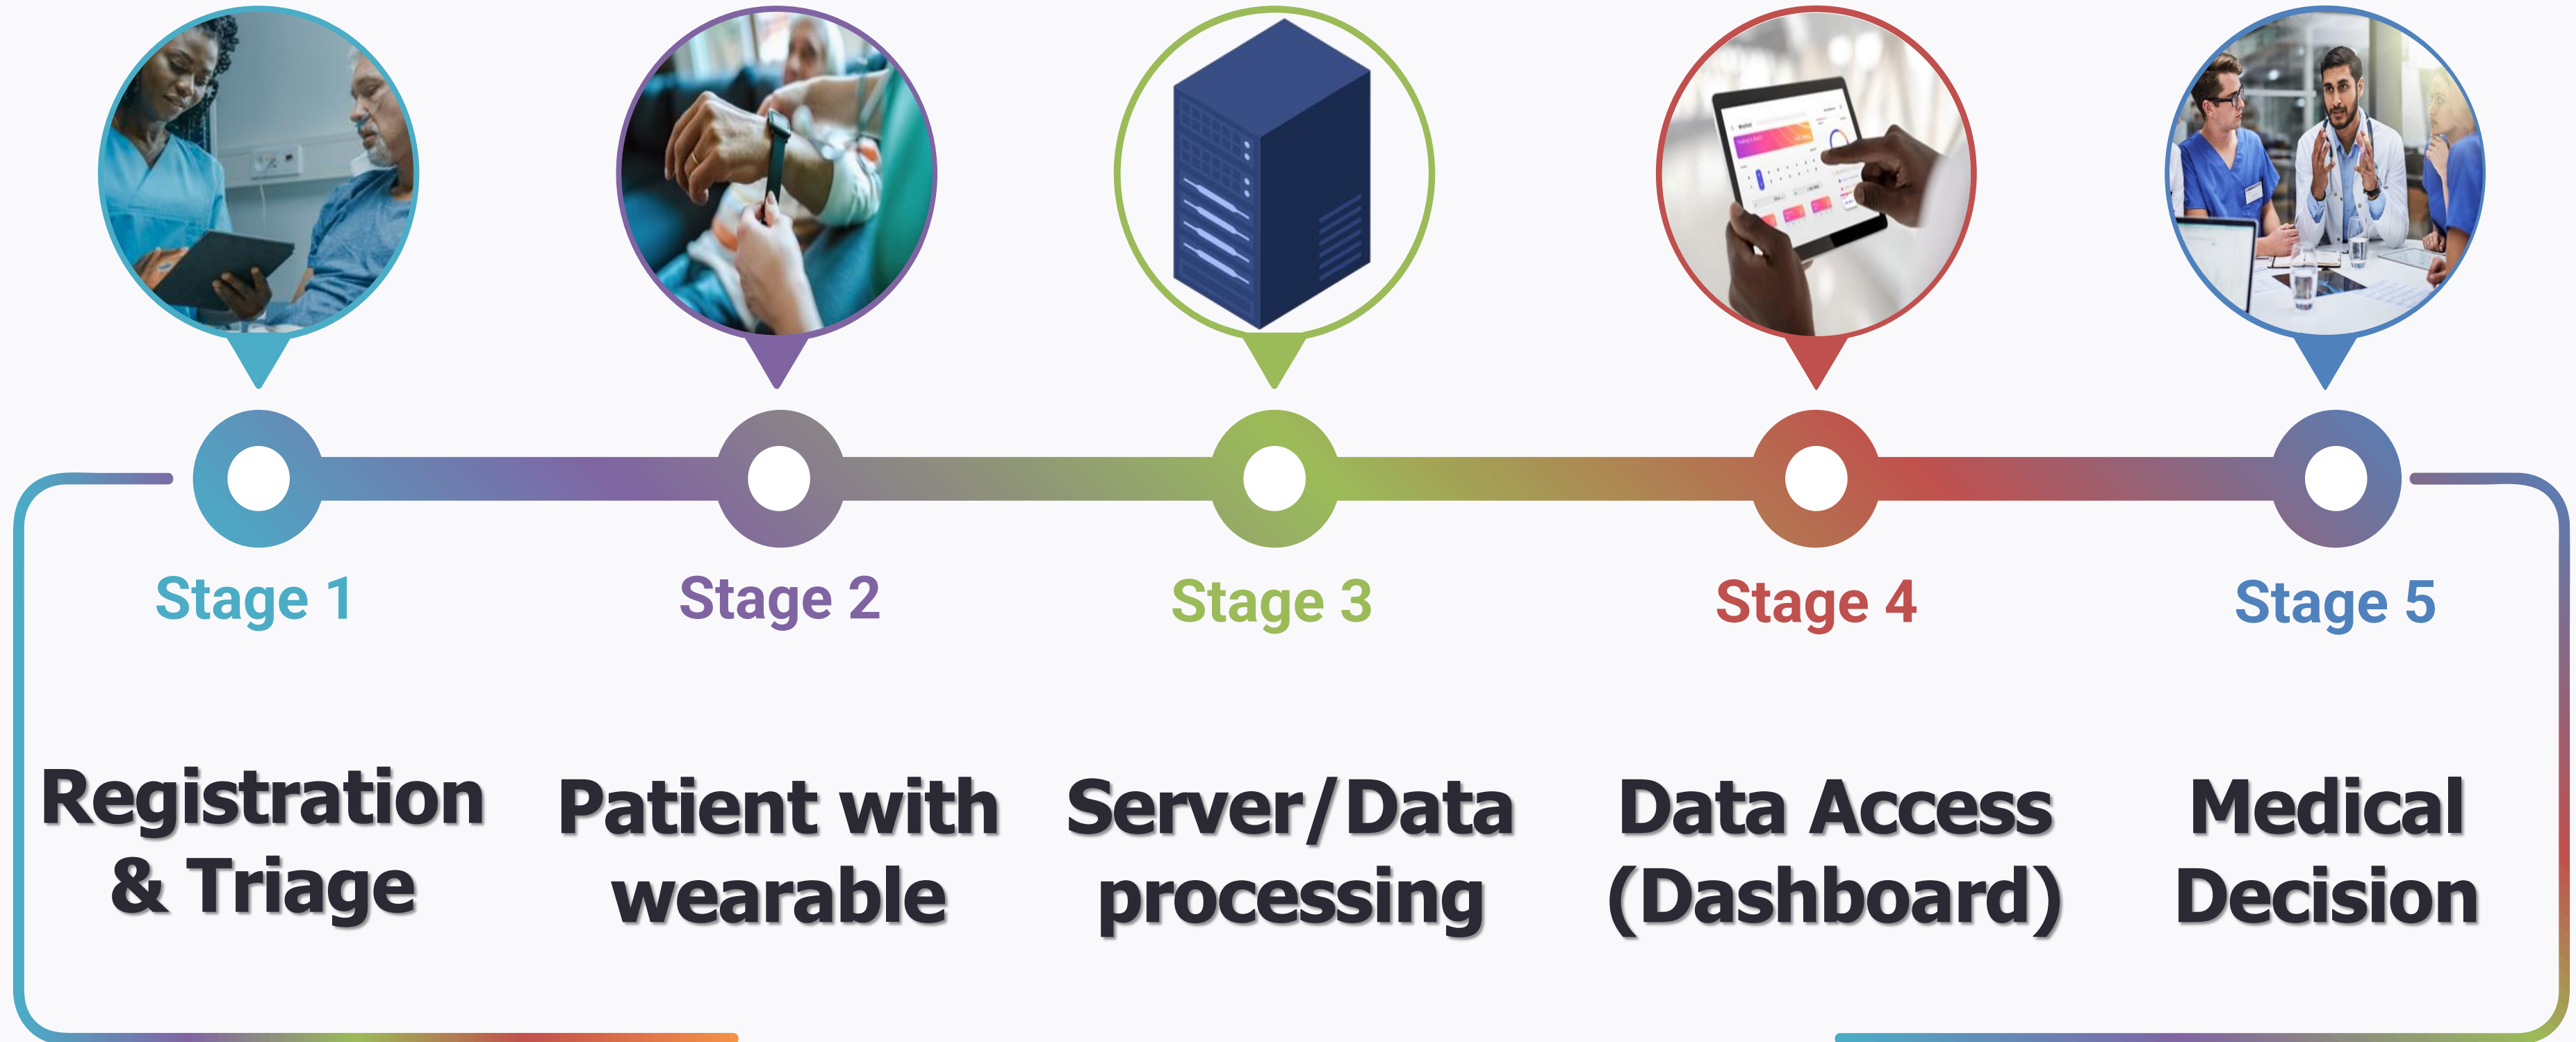 Stage 1
Stage 2
Stage 3
Stage 4
Stage 5
Registration
& Triage
Patient with
wearable
Server/Data
processing
Data Access
(Dashboard)
Medical
Decision